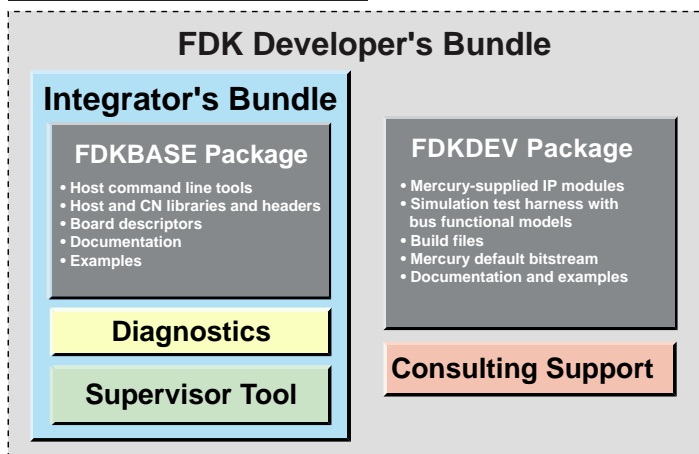 FDK Developer's Bundle
Integrator's Bundle
FDKBASE Package
• Host command line tools
• Host and CN libraries and headers
• Board descriptors
• Documentation
• Examples
Diagnostics
Supervisor Tool
FDKDEV Package
• Mercury-supplied IP modules
• Simulation test harness with
bus functional models
• Build files
• Mercury default bitstream
• Documentation and examples
Consulting Support